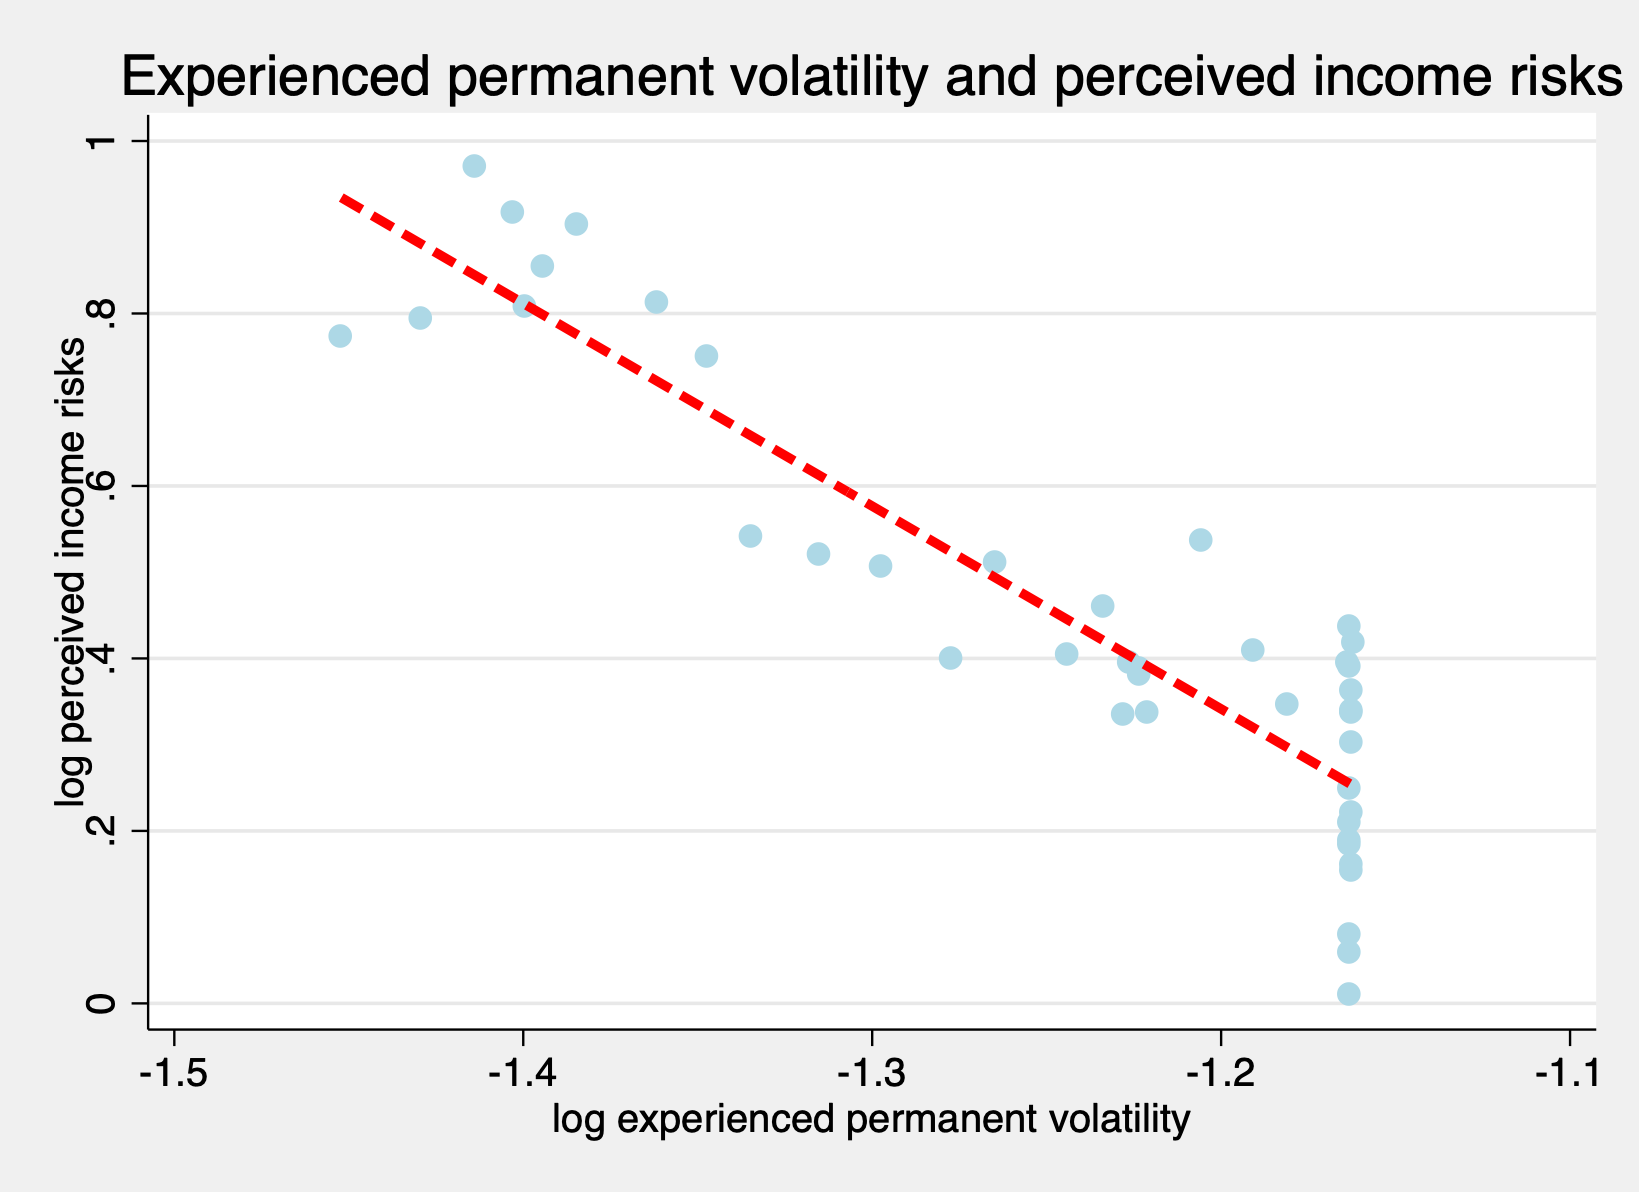 Experienced permanent volatility and perceived income risks
log perceived income risks
1
.8
.6
.4
.2
0
-1.5 -1.4 -1.3 -1.2 -1.1
log experienced permanent volatility